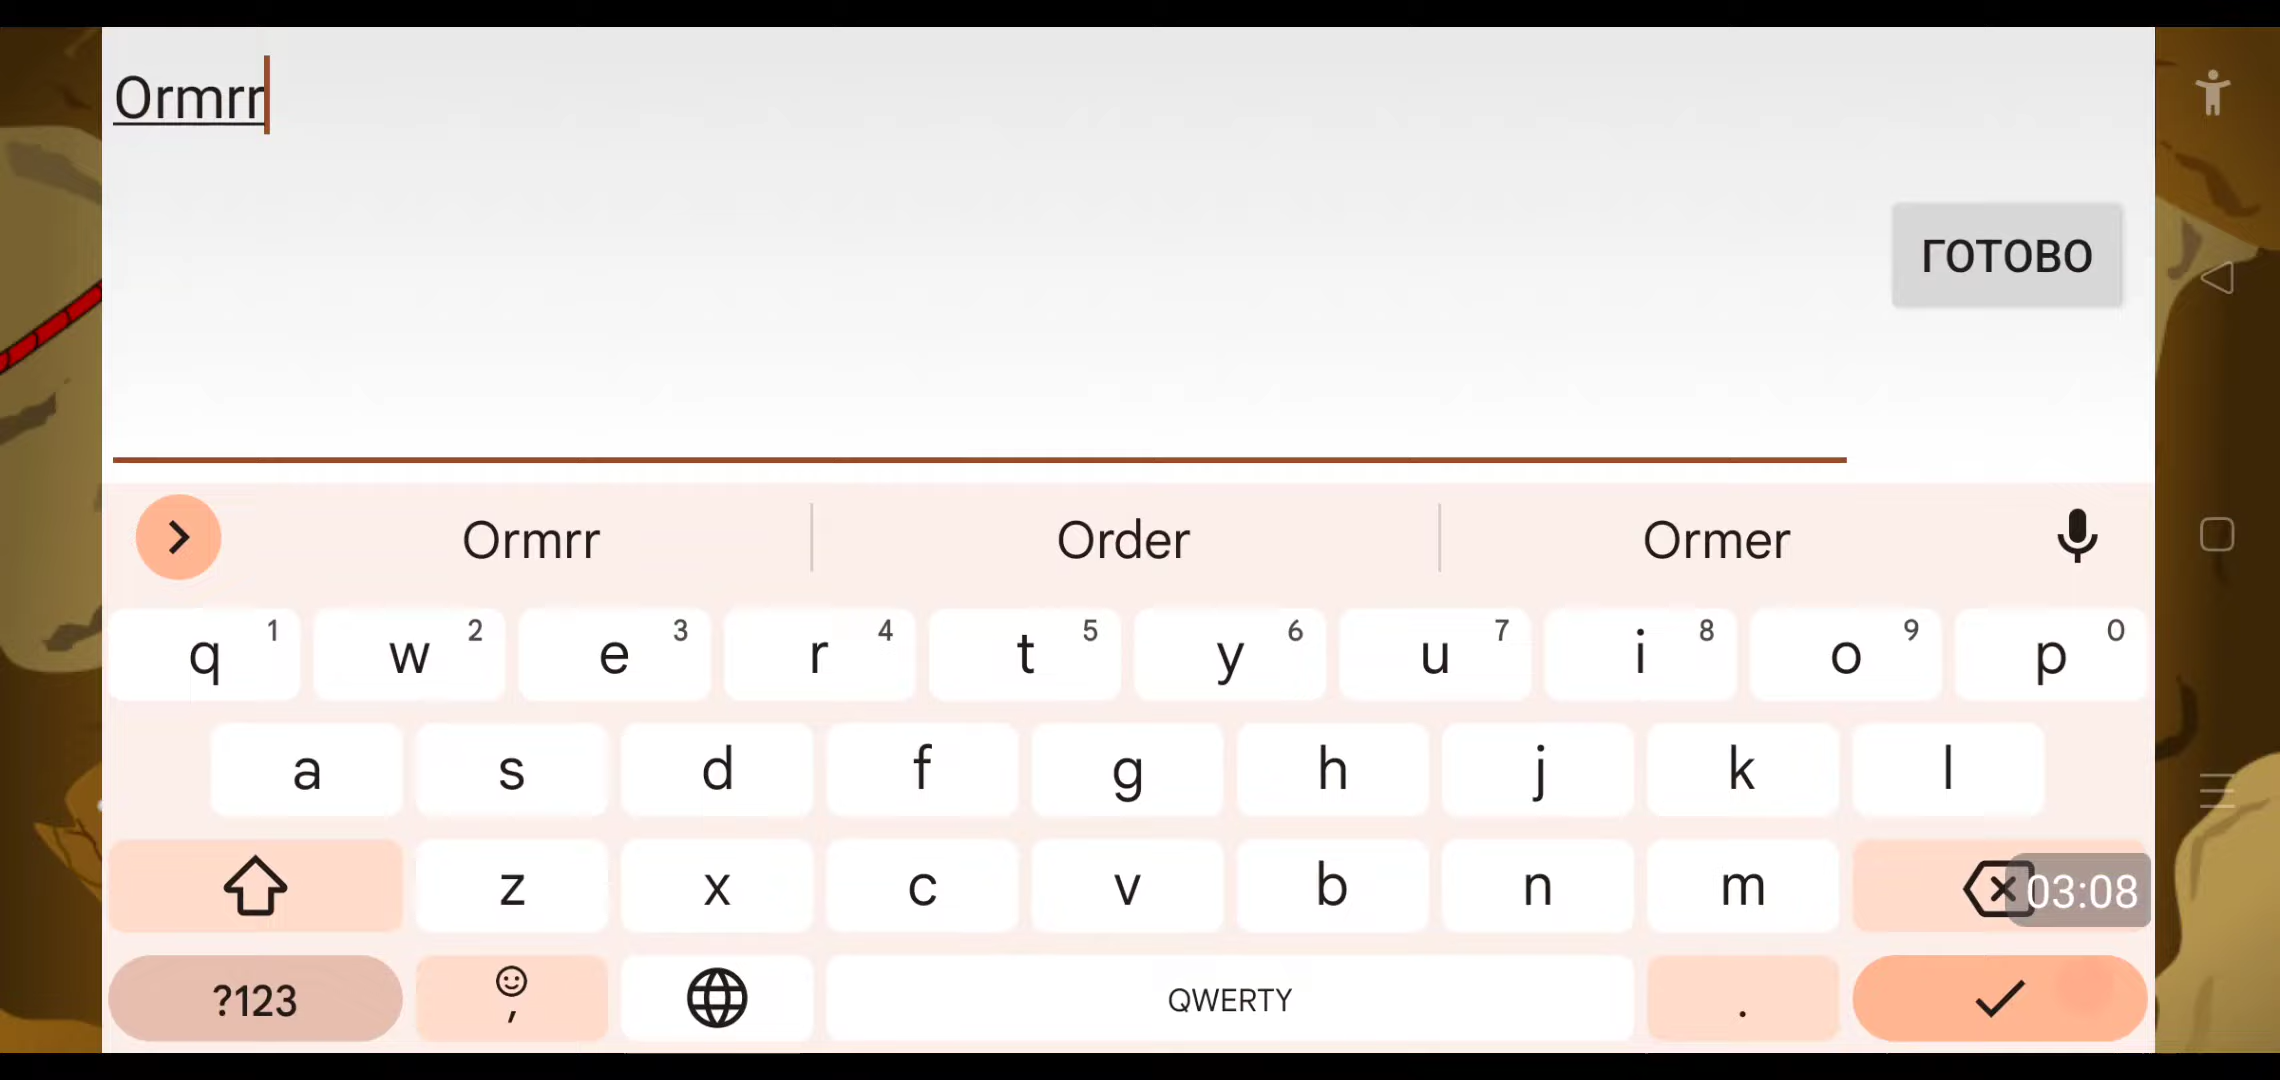 Ormrr
ГОТОВО
Ormrr Order Ormer
q 1 w 2 e 3 r 4 t 5 y 6 u 7 i 8 o 9 p 0
a s d f g h j k l
z x c v b n m 03:08
?123 , QWERTY .